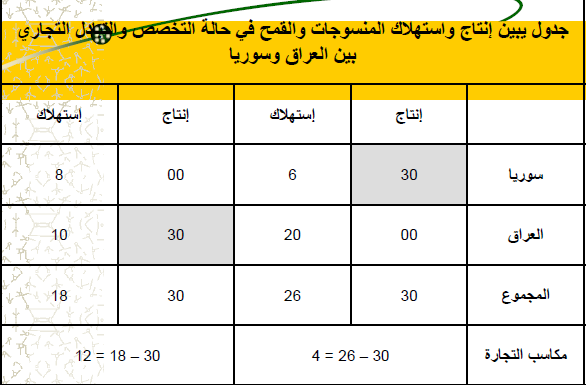 جدول يبين إنتاج واستهلاك المنسوجات والقمح في حالة التخصص التجاري
بين العراق وسوريا
إنتاج إستهلاك إنتاج إستهلاك
سوريا 30 6 00 8
العراق 00 20 30 10
المجموع 30 26 30 18
مكاسب التجارة 30 – 26 = 4 30 – 18 = 12